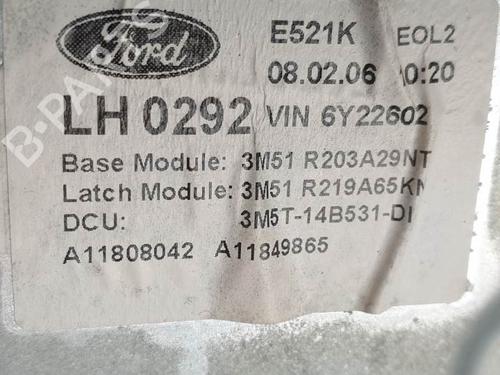 Ford
E521K EOL2
08.02.06 0:20
LH 0292 VIN 6Y22602
Base Module: 3M51 R203A29NT
Latch Module: 3M51 R219A65KN
DCU: 3M5T-14B531-DI
A11808042 A11849865